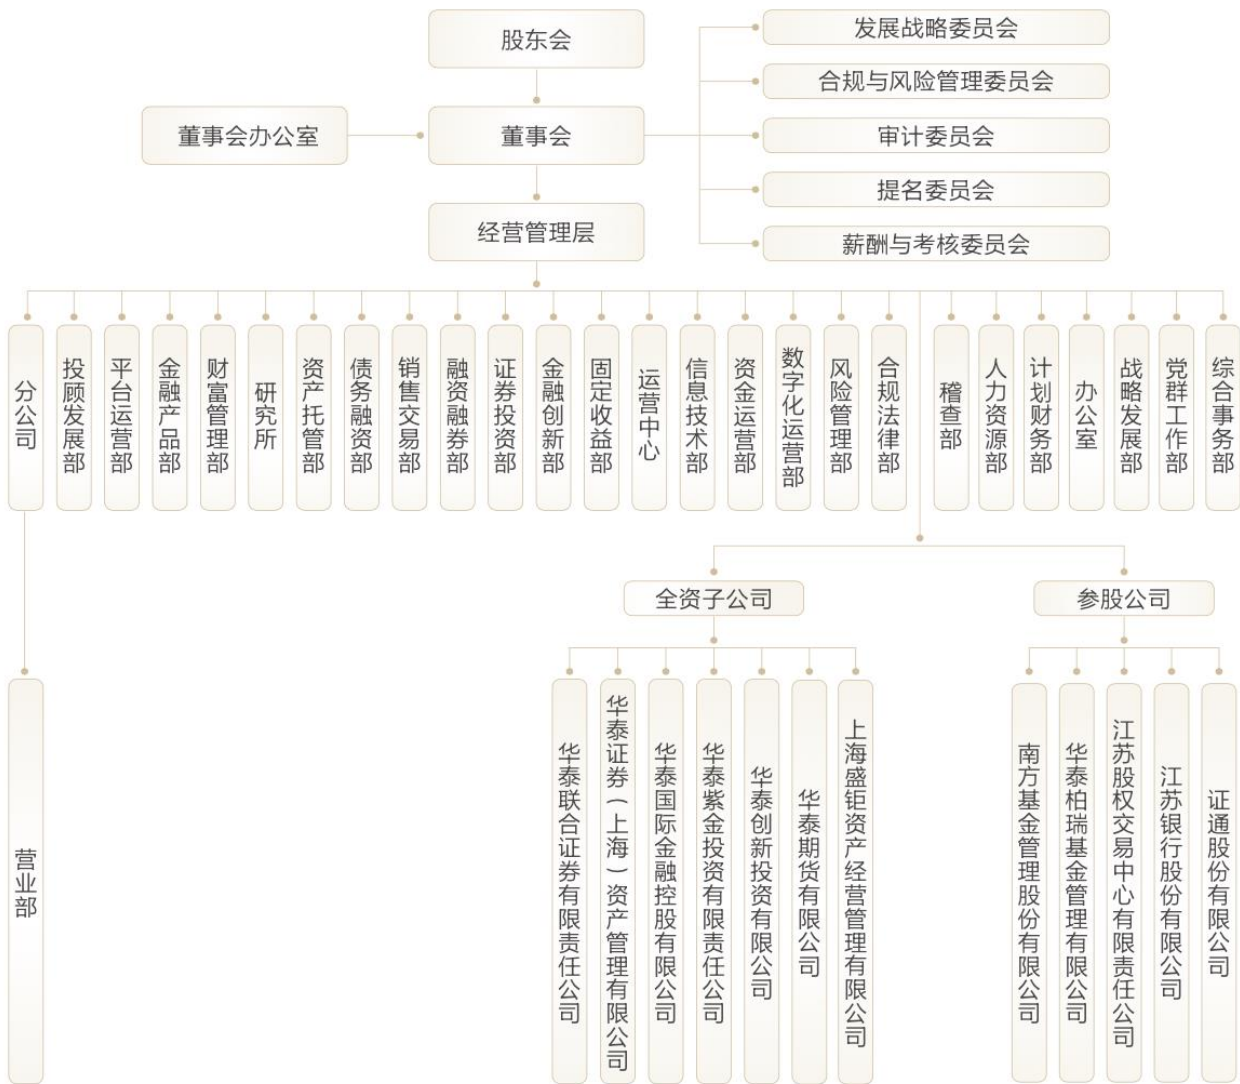 股东会
董事会办公室
董事会
经营管理层
发展战略委员会
合规与风险管理委员会
审计委员会
提名委员会
薪酬与考核委员会
分公司
投顾发展部
平台运营部
金融产品部
财富管理部
研究所
资产托管部
债务融资部
销售交易部
融资融券部
证券投资部
金融创新部
固定收益部
运营中心
信息技术部
资金运营部
数字化运营部
风险管理部
合规法律部
稽查部
人力资源部
计划财务部
办公室
战略发展部
党群工作部
综合事务部
营业部
全资子公司
参股公司
华泰联合证券有限责任公司
华泰证券(上海)资产管理有限公司
华泰国际金融控股有限公司
华泰紫金投资有限责任公司
华泰创新投资有限公司
华泰期货有限公司
上海盛钜资产经营管理有限公司
南方基金管理股份有限公司
华泰柏瑞基金管理有限公司
江苏股权交易中心有限责任公司
江苏银行股份有限公司
证通股份有限公司